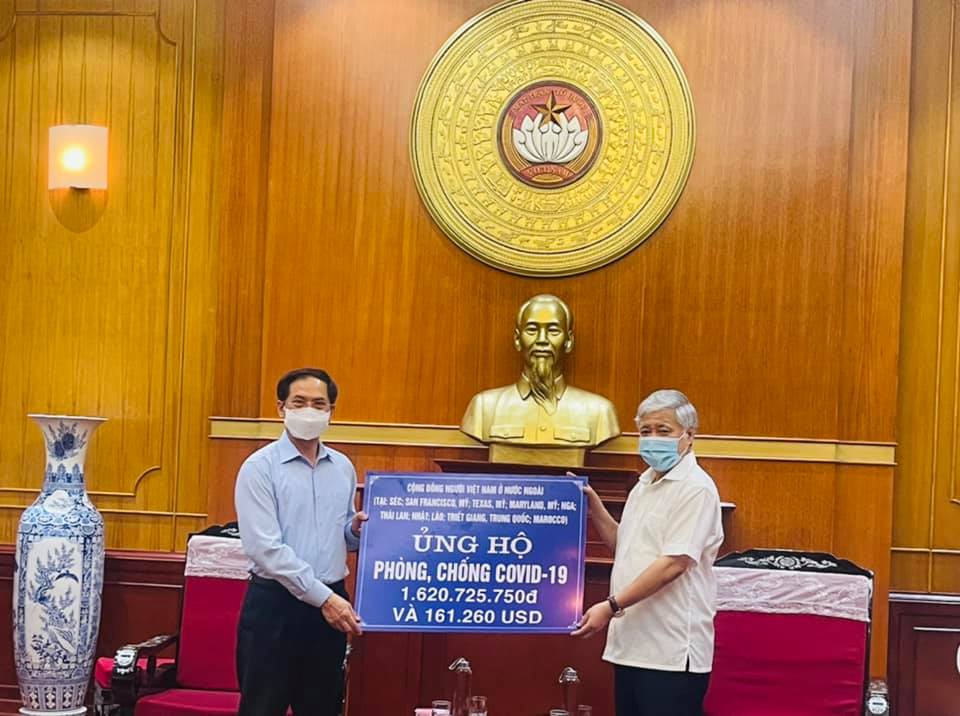 VIETNAM
CỘNG ĐỒNG NGƯỜI VIỆT NAM Ở NƯỚC NGOÀI
(TẠI: SÉC; SAN FRANCISCO, MỸ; TEXAS, MỸ; MARYLAND, MỸ; NGA;
THÁI LAN; NHẬT; LÀO; TRIẾT GIANG, TRUNG QUỐC; MAROCCO)
ỦNG HỘ
PHÒNG, CHỐNG COVID-19
1.620.725.750đ
VÀ 161.260 USD